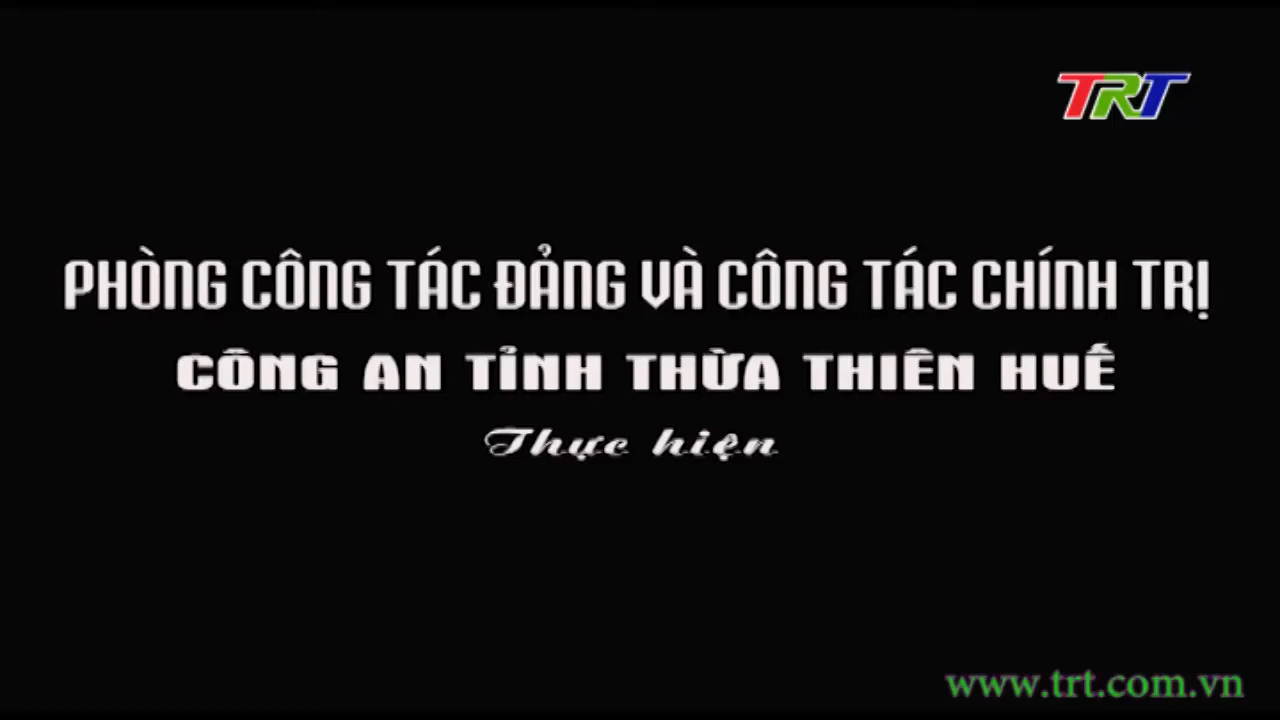 TRT
PHÒNG CÔNG TÁC ĐẢNG VÀ CÔNG TÁC CHÍNH TRỊ
CÔNG AN TỈNH THỪA THIÊN HUẾ
Thực hiện
www.trt.com.vn